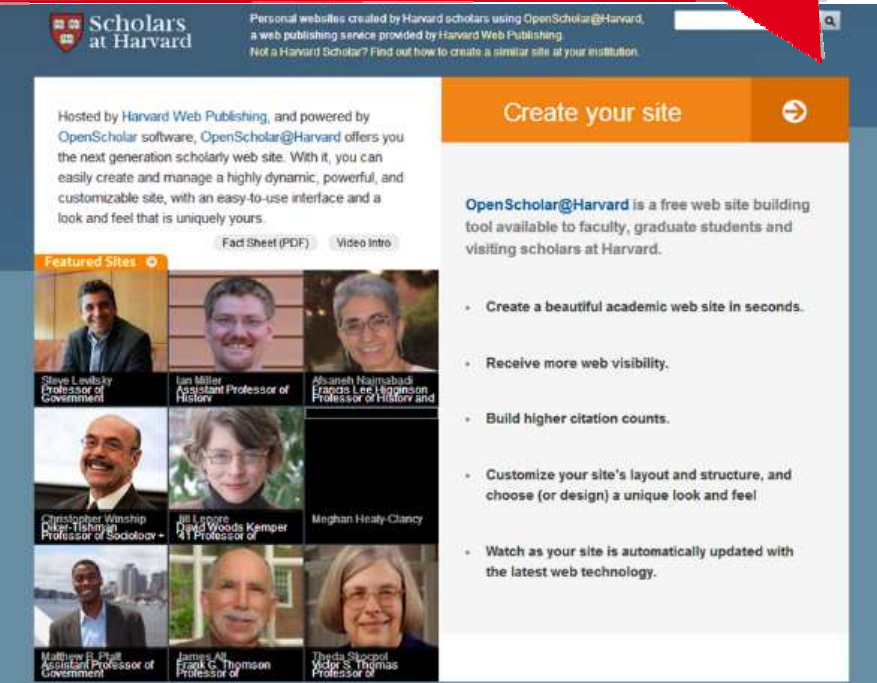 Scholars
at Harvard
Personal websites created by Harvard scholars using OpenScholar@Harvard,
a web publishing service provided by Harvard Web Publishing.
Not a Harvard Scholar? Find out how to create a similar site at your institution.
Hosted by Harvard Web Publishing, and powered by
OpenScholar software, OpenScholar@Harvard offers you
the next generation scholarly web site. With it, you can
easily create and manage a highly dynamic, powerful, and
customizable site, with an easy-to-use interface and a
look and feel that is uniquely yours.
Fact Sheet (PDF)
Video Intro
Featured Sites
Steve Levitsky
Professor of
Government
Ian Miller
Assistant Professor of
History
Afsaneh Najmabadi
Francis Lee Higginson
Professor of History and
Christopher Winship
Diker-Tishman
Professor of Sociology +
Jill Lepore
David Woods Kemper
'41 Professor of
Meghan Healy-Clancy
Matthew B. Platt
Assistant Professor of
Government
James Alt
Frank G. Thomson
Professor of
Theda Skocpol
Victor S. Thomas
Professor of
Create your site
OpenScholar@Harvard is a free web site building
tool available to faculty, graduate students and
visiting scholars at Harvard.
• Create a beautiful academic web site in seconds.
• Receive more web visibility.
• Build higher citation counts.
• Customize your site's layout and structure, and
choose (or design) a unique look and feel
• Watch as your site is automatically updated with
the latest web technology.